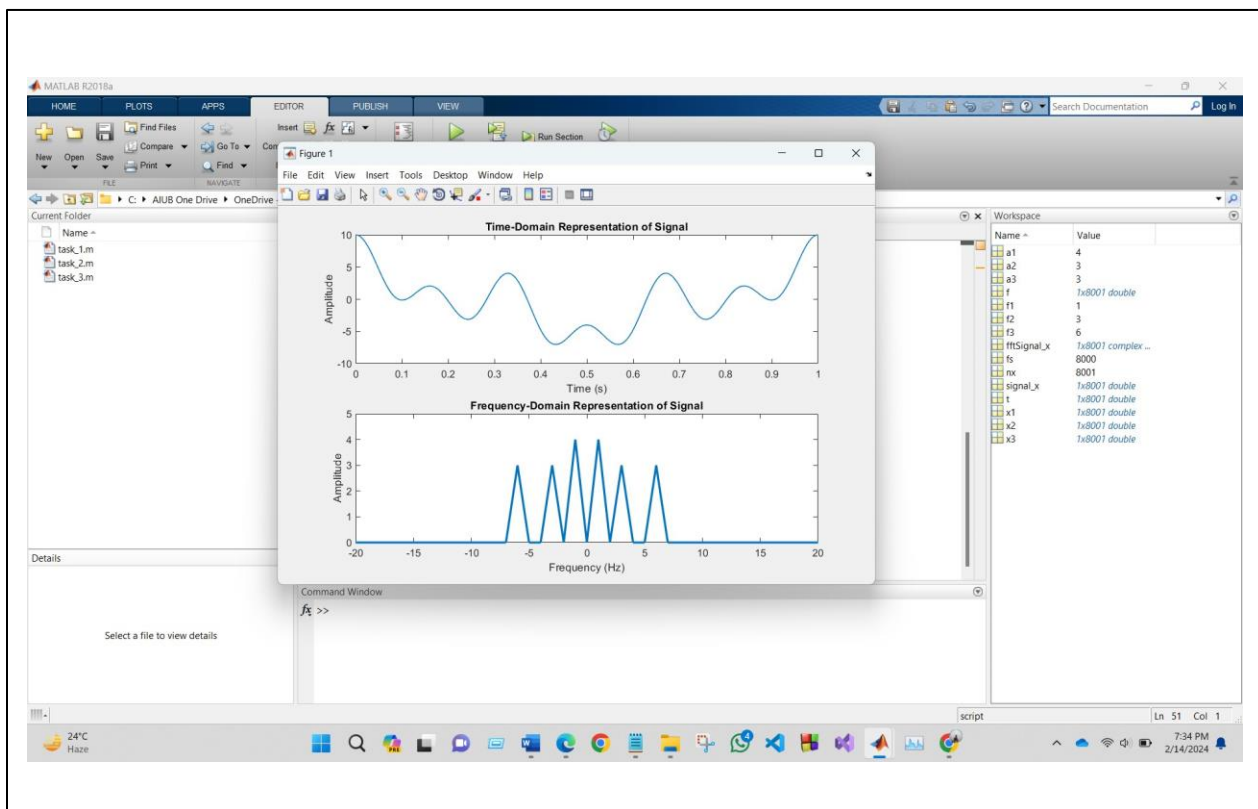 MATLAB R2018a
HOME PLOTS APPS EDITOR PUBLISH VIEW Search Documentation Log In
New Open Save Find Files Compare Print Go To Find Insert fx Run Section
FILE NAVIGATE
C: AIUB One Drive OneDrive
Current Folder
Name
task_1.m
task_2.m
task_3.m
Details
Select a file to view details
Figure 1
File Edit View Insert Tools Desktop Window Help
Time-Domain Representation of Signal
10
5
0
-5
-10
Amplitude
0 0.1 0.2 0.3 0.4 0.5 0.6 0.7 0.8 0.9 1
Time (s)
Frequency-Domain Representation of Signal
5
4
3
2
1
0
Amplitude
-20 -15 -10 -5 0 5 10 15 20
Frequency (Hz)
Command Window
fx >>
Workspace
Name Value
a1 4
a2 3
a3 3
f 1x8001 double
f1 1
f2 3
f3 6
fftSignal_x 1x8001 complex ...
fs 8000
nx 8001
signal_x 1x8001 double
t 1x8001 double
x1 1x8001 double
x2 1x8001 double
x3 1x8001 double
script Ln 51 Col 1
24°C
Haze
7:34 PM
2/14/2024